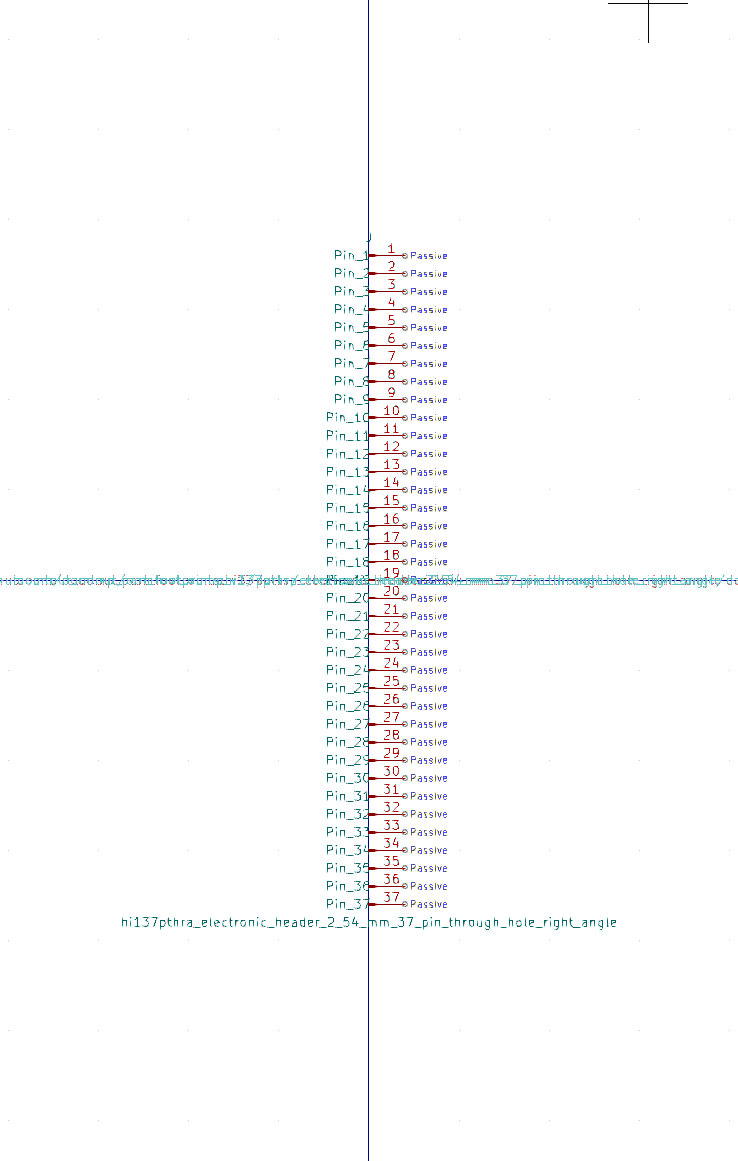 J
Pin_1 1 Passive
Pin_2 2 Passive
Pin_3 3 Passive
Pin_4 4 Passive
Pin_5 5 Passive
Pin_6 6 Passive
Pin_7 7 Passive
Pin_8 8 Passive
Pin_9 9 Passive
Pin_10 10 Passive
Pin_11 11 Passive
Pin_12 12 Passive
Pin_13 13 Passive
Pin_14 14 Passive
Pin_15 15 Passive
Pin_16 16 Passive
Pin_17 17 Passive
Pin_18 18 Passive
19
Pin_20 20 Passive
Pin_21 21 Passive
Pin_22 22 Passive
Pin_23 23 Passive
Pin_24 24 Passive
Pin_25 25 Passive
Pin_26 26 Passive
Pin_27 27 Passive
Pin_28 28 Passive
Pin_29 29 Passive
Pin_30 30 Passive
Pin_31 31 Passive
Pin_32 32 Passive
Pin_33 33 Passive
Pin_34 34 Passive
Pin_35 35 Passive
Pin_36 36 Passive
Pin_37 37 Passive
hi137pthra_electronic_header_2_54_mm_37_pin_through_hole_right_angle